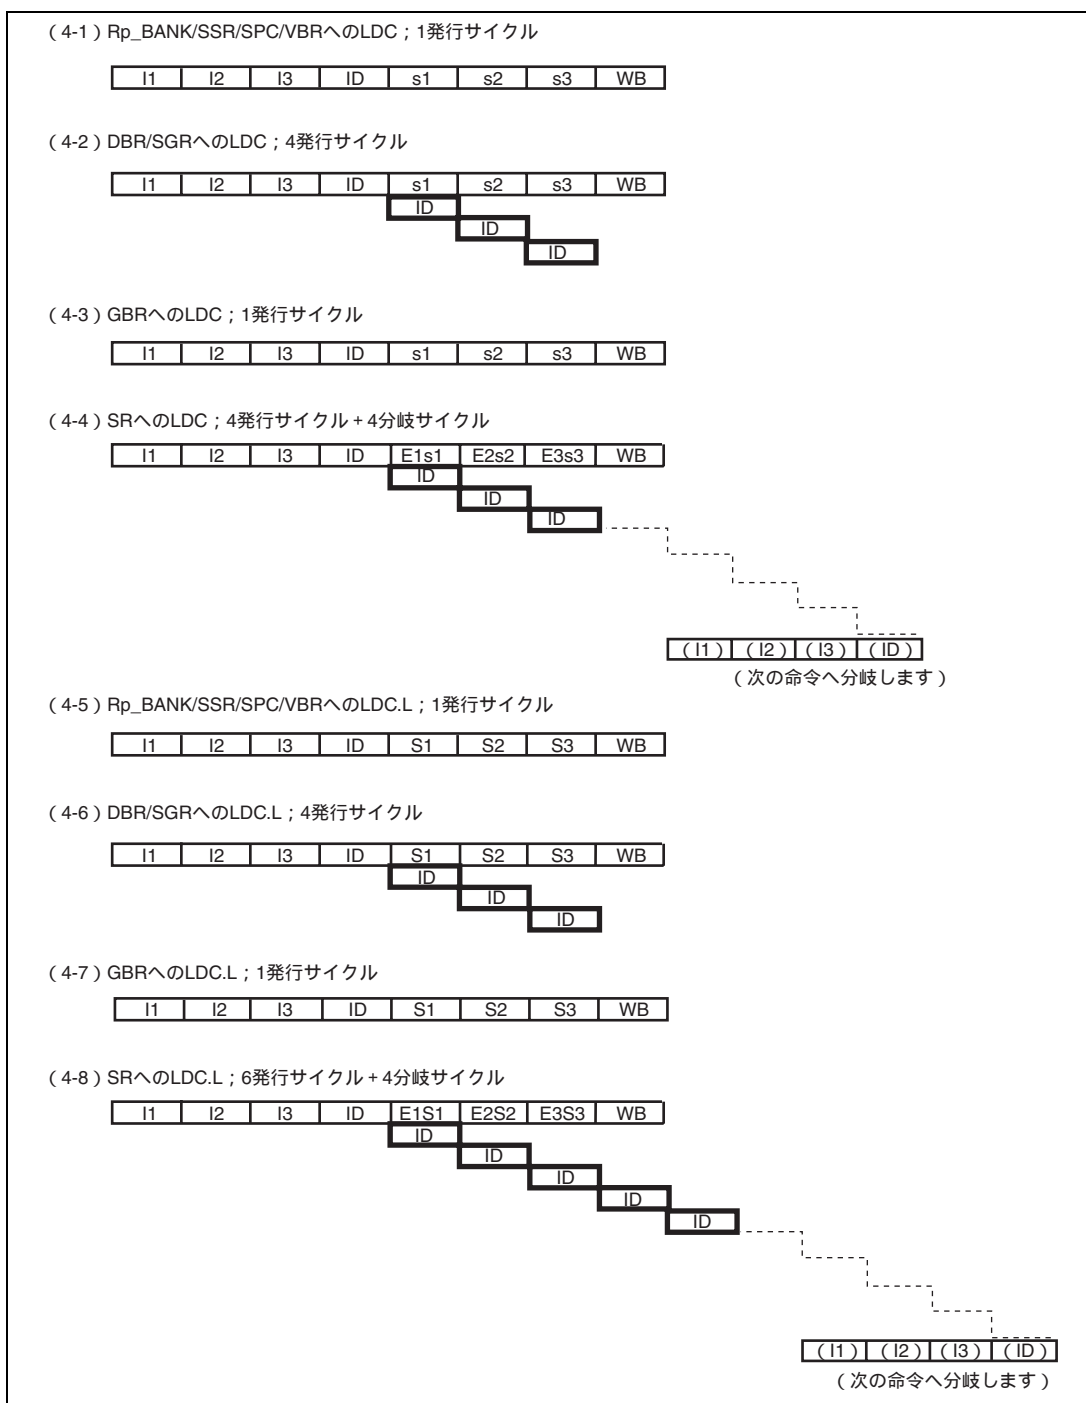 （4-1）Rp_BANK/SSR/SPC/VBRへのLDC；1発行サイクル
I1 I2 I3 ID s1 s2 s3 WB
（4-2）DBR/SGRへのLDC；4発行サイクル
I1 I2 I3 ID s1 s2 s3 WB
ID
ID
ID
（4-3）GBRへのLDC；1発行サイクル
I1 I2 I3 ID s1 s2 s3 WB
（4-4）SRへのLDC；4発行サイクル+4分岐サイクル
I1 I2 I3 ID E1s1 E2s2 E3s3 WB
ID
ID
ID
（I1） （I2） （I3） （ID）
（次の命令へ分岐します）
（4-5）Rp_BANK/SSR/SPC/VBRへのLDC.L；1発行サイクル
I1 I2 I3 ID S1 S2 S3 WB
（4-6）DBR/SGRへのLDC.L；4発行サイクル
I1 I2 I3 ID S1 S2 S3 WB
ID
ID
ID
（4-7）GBRへのLDC.L；1発行サイクル
I1 I2 I3 ID S1 S2 S3 WB
（4-8）SRへのLDC.L；6発行サイクル+4分岐サイクル
I1 I2 I3 ID E1S1 E2S2 E3S3 WB
ID
ID
ID
ID
ID
（I1） （I2） （I3） （ID）
（次の命令へ分岐します）